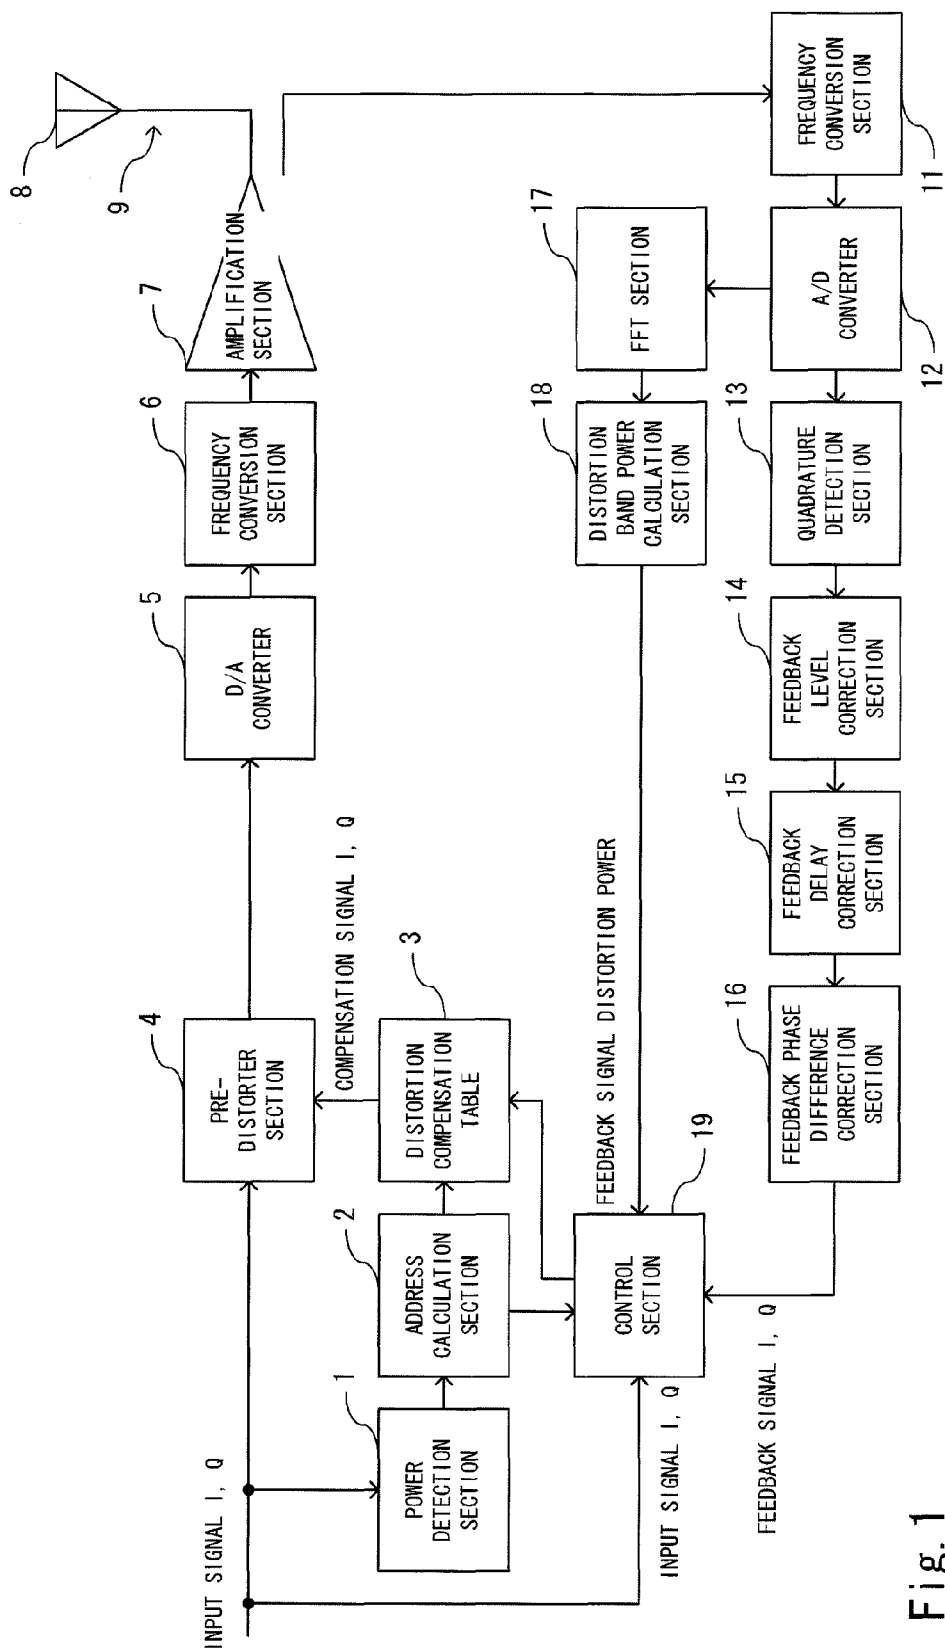 INPUT SIGNAL I, Q
4
PRE-
DISTORTER
SECTION
5
D/A
CONVERTER
6
FREQUENCY
CONVERSION
SECTION
7
AMPLIFICATION
SECTION
8
9
COMPENSATION SIGNAL I, Q
1
POWER
DETECTION
SECTION
2
ADDRESS
CALCULATION
SECTION
3
DISTORTION
COMPENSATION
TABLE
INPUT SIGNAL I, Q
CONTROL
SECTION
19
FEEDBACK SIGNAL DISTORTION POWER
18
DISTORTION
BAND POWER
CALCULATION
SECTION
17
FFT SECTION
FEEDBACK SIGNAL I, Q
16
FEEDBACK PHASE
DIFFERENCE
CORRECTION
SECTION
15
FEEDBACK
DELAY
CORRECTION
SECTION
14
FEEDBACK
LEVEL
CORRECTION
SECTION
13
QUADRATURE
DETECTION
SECTION
A/D
CONVERTER
12
FREQUENCY
CONVERSION
SECTION
11
Fig. 1